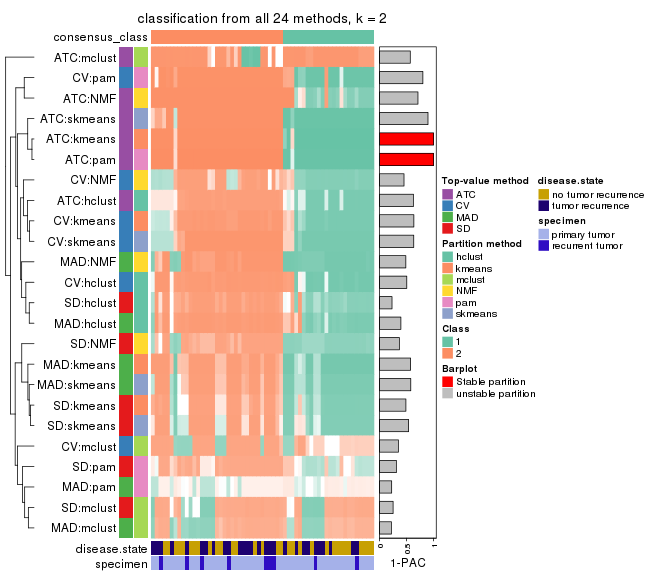 classification from all 24 methods, k = 2
consensus_class
ATC:mclust
CV:pam
ATC:NMF
ATC:skmeans
ATC:kmeans
ATC:pam
CV:NMF
ATC:hclust
CV:kmeans
CV:skmeans
MAD:NMF
CV:hclust
SD:hclust
MAD:hclust
SD:NMF
MAD:kmeans
MAD:skmeans
SD:kmeans
SD:skmeans
CV:mclust
SD:pam
MAD:pam
SD:mclust
MAD:mclust
disease.state
specimen
0 0.5 1
1-PAC
Top-value method
ATC
CV
MAD
SD
Partition method
hclust
kmeans
mclust
NMF
pam
skmeans
Class
1
2
Barplot
Stable partition
unstable partition
disease.state
no tumor recurrence
tumor recurrence
specimen
primary tumor
recurrent tumor